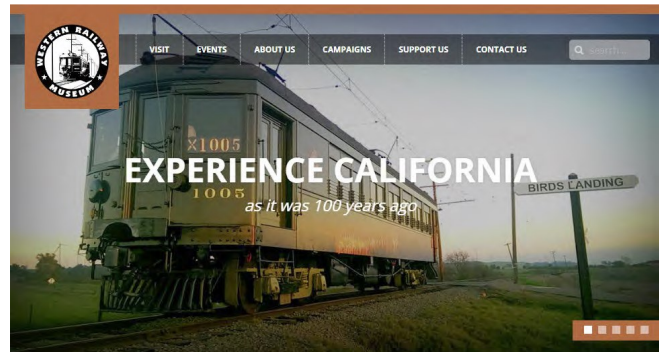 WESTERN RAILWAY
MUSEUM
VISIT EVENTS ABOUT US CAMPAIGNS SUPPORT US CONTACT US search...
X1005
EXPERIENCE CALIFORNIA
1005
as it was 100 years ago
BIRDS LANDING